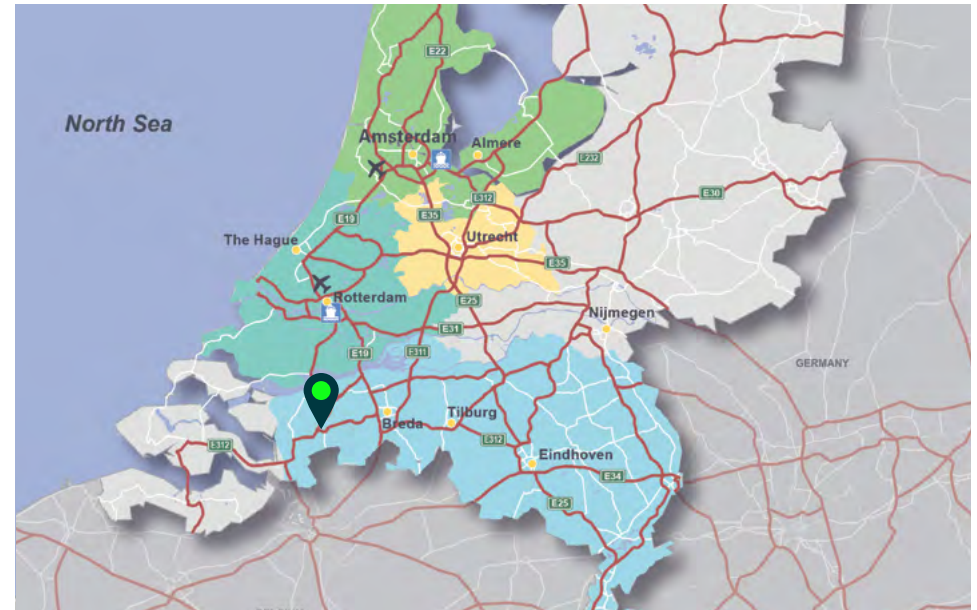 E22
North Sea
Amsterdam
Almere
E232
E30
E312
E19
E35
Utrecht
The Hague
E35
Rotterdam
E25
Nijmegen
E31
E19
E311
GERMANY
Tilburg
Breda
E312
E312
Eindhoven
E34
E25